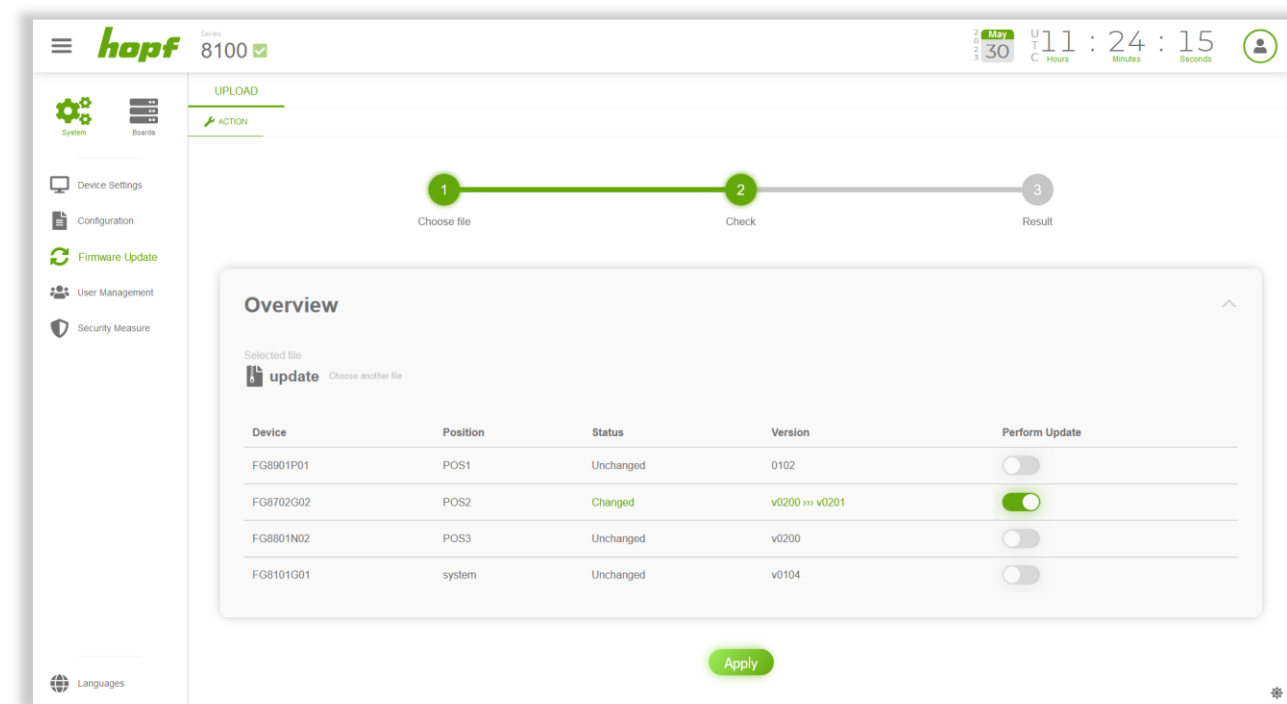 hopf
Series
8100
2023 May 30
UTC 11 : 24 : 15
Hours Minutes Seconds
System Boards
Device Settings
Configuration
Firmware Update
User Management
Security Measure
Languages
UPLOAD
ACTION
1 2 3
Choose file Check Result
Overview
Selected file
update Choose another file
Device Position Status Version Perform Update
FG8901P01 POS1 Unchanged 0102
FG8702G02 POS2 Changed v0200 »› v0201
FG8801N02 POS3 Unchanged v0200
FG8101G01 system Unchanged v0104
Apply